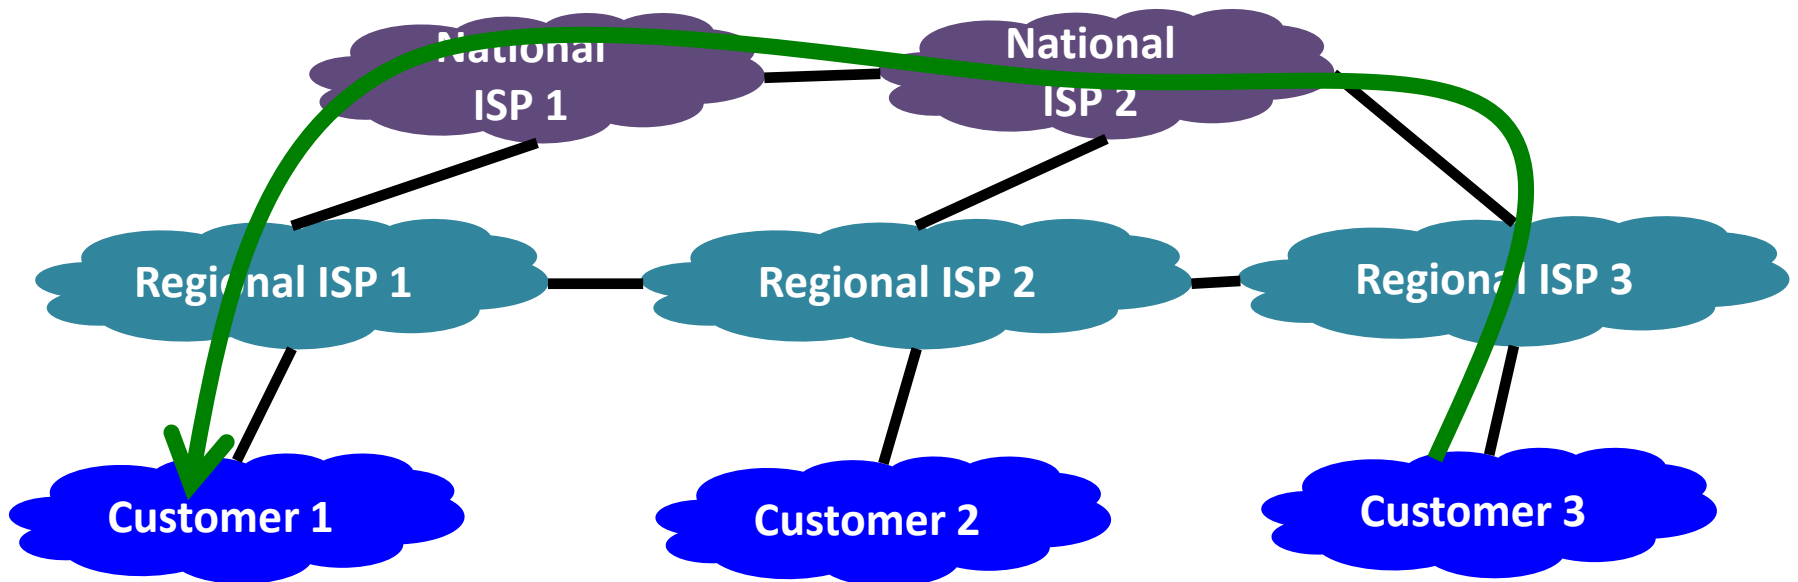 National
ISP 1
National
ISP 2
Regional ISP 1
Regional ISP 2
Regional ISP 3
Customer 1
Customer 2
Customer 3